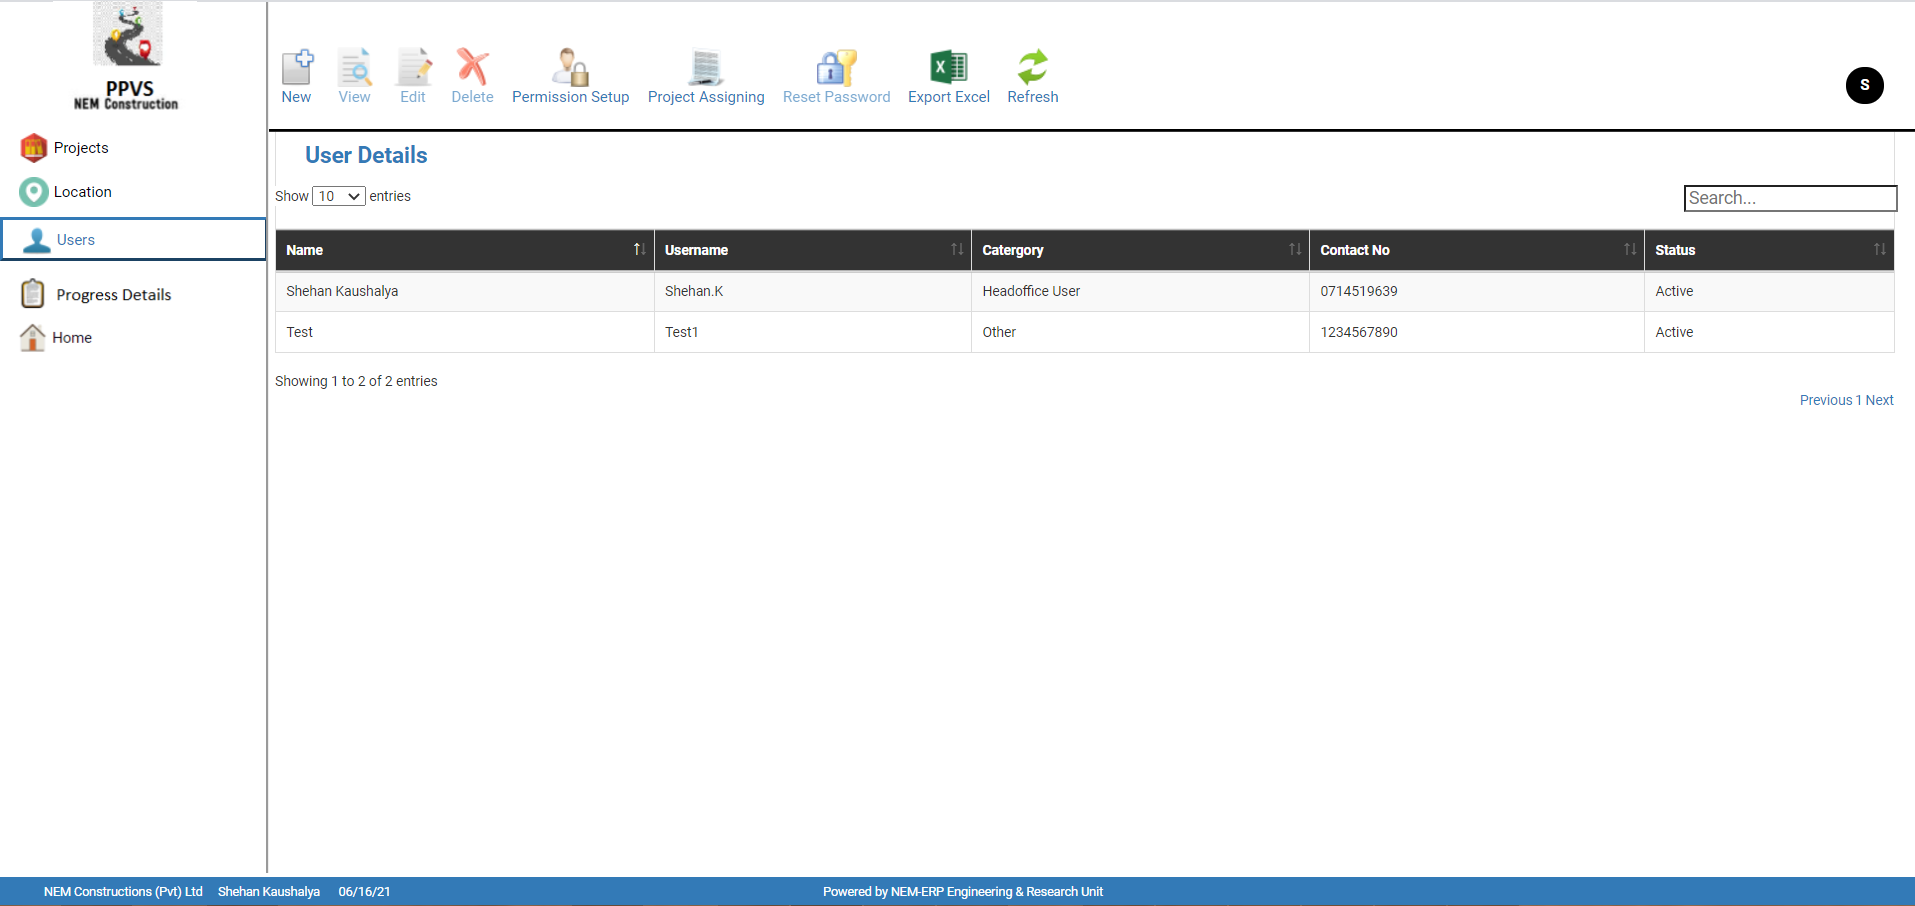 PPVS
NEM Construction
Projects
Location
Users
Progress Details
Home
New View Edit Delete Permission Setup Project Assigning Reset Password Export Excel Refresh
S
User Details
Show 10 entries
Search...
Name Username Catergory Contact No Status
Shehan Kaushalya Shehan.K Headoffice User 0714519639 Active
Test Test1 Other 1234567890 Active
Showing 1 to 2 of 2 entries
Previous 1 Next
NEM Constructions (Pvt) Ltd Shehan Kaushalya 06/16/21 Powered by NEM-ERP Engineering & Research Unit